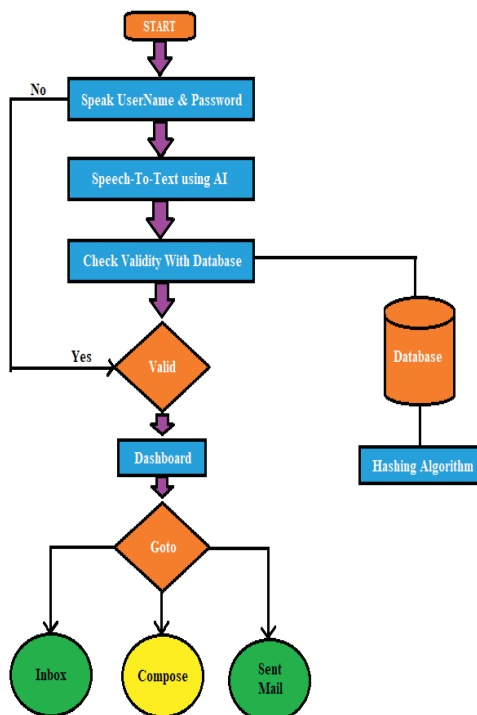 START
No
Speak UserName & Password
Speech-To-Text using AI
Check Validity With Database
Yes
Valid
Database
Dashboard
Hashing Algorithm
Goto
Inbox
Compose
Sent
Mail